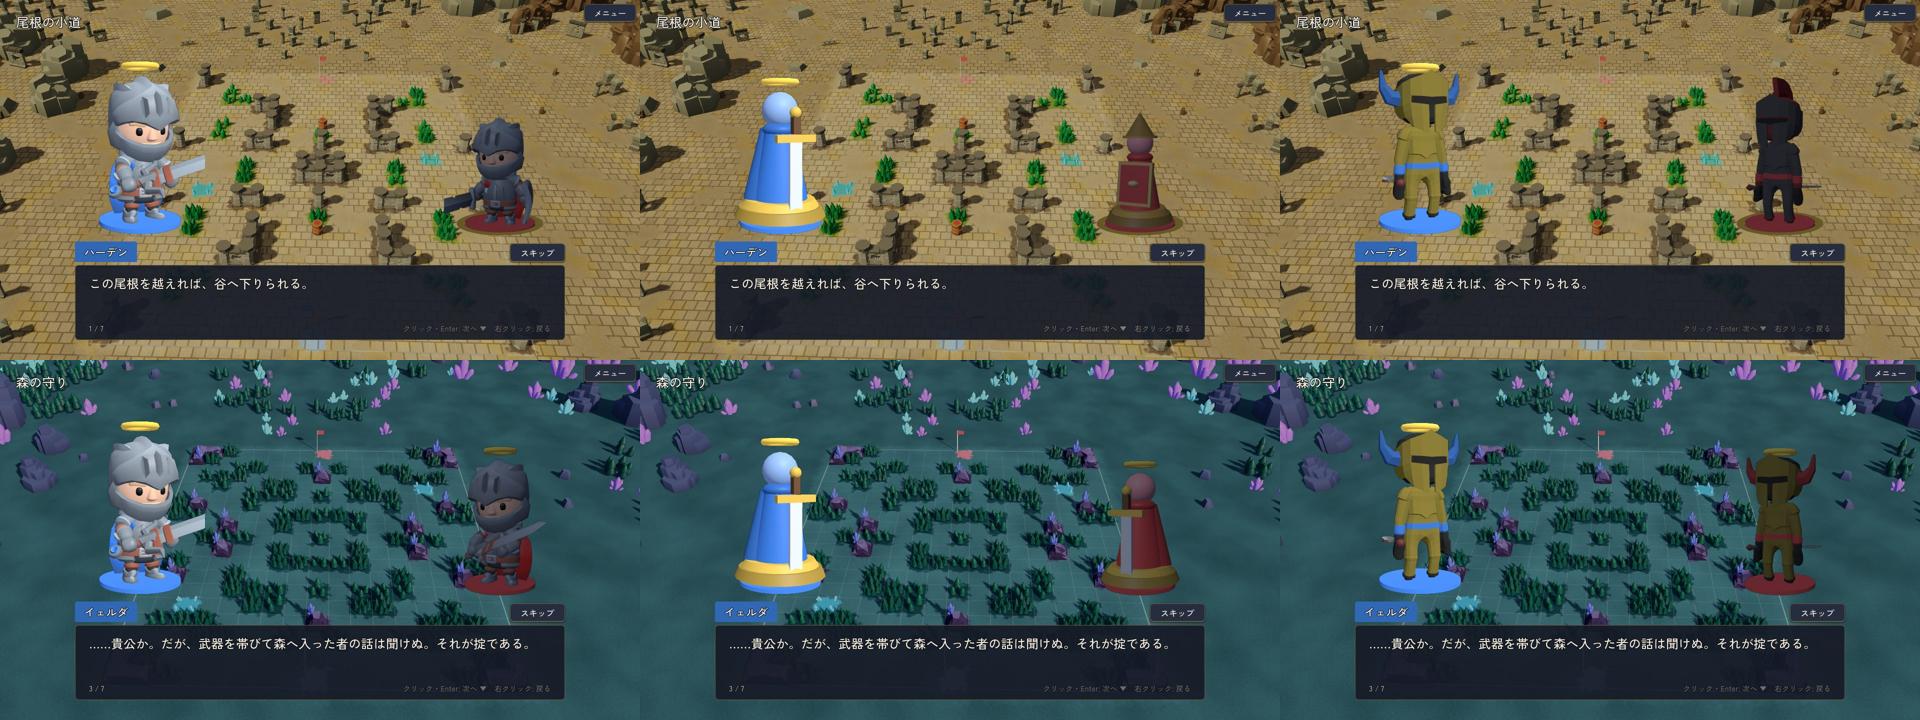 尾根の小道
メニュー
ハーデン
スキップ
この尾根を越えれば、谷へ下りられる。
1 / 7
クリック・Enter: 次へ ▼ 右クリック: 戻る
尾根の小道
メニュー
ハーデン
スキップ
この尾根を越えれば、谷へ下りられる。
1 / 7
クリック・Enter: 次へ ▼ 右クリック: 戻る
尾根の小道
メニュー
ハーデン
スキップ
この尾根を越えれば、谷へ下りられる。
1 / 7
クリック・Enter: 次へ ▼ 右クリック: 戻る
森の守り
メニュー
イェルダ
スキップ
……貴公か。だが、武器を帯びて森へ入った者の話は聞けぬ。それが掟である。
3 / 7
クリック・Enter: 次へ ▼ 右クリック: 戻る
森の守り
メニュー
イェルダ
スキップ
……貴公か。だが、武器を帯びて森へ入った者の話は聞けぬ。それが掟である。
3 / 7
クリック・Enter: 次へ ▼ 右クリック: 戻る
森の守り
メニュー
イェルダ
スキップ
……貴公か。だが、武器を帯びて森へ入った者の話は聞けぬ。それが掟である。
3 / 7
クリック・Enter: 次へ ▼ 右クリック: 戻る